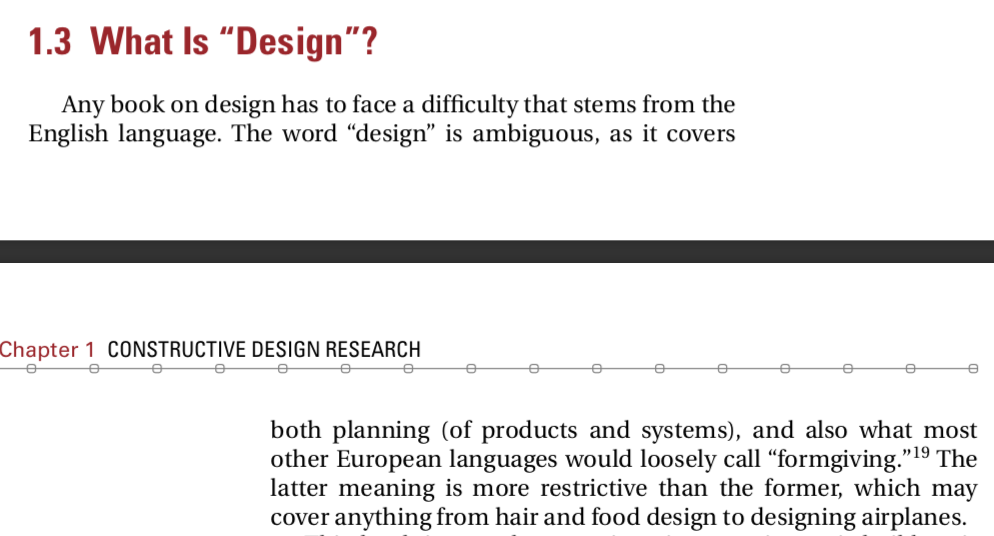 1.3 What Is “Design”?
Any book on design has to face a difficulty that stems from the
English language. The word “design” is ambiguous, as it covers
Chapter 1 CONSTRUCTIVE DESIGN RESEARCH
both planning (of products and systems), and also what most
other European languages would loosely call “formgiving.”19 The
latter meaning is more restrictive than the former, which may
cover anything from hair and food design to designing airplanes.